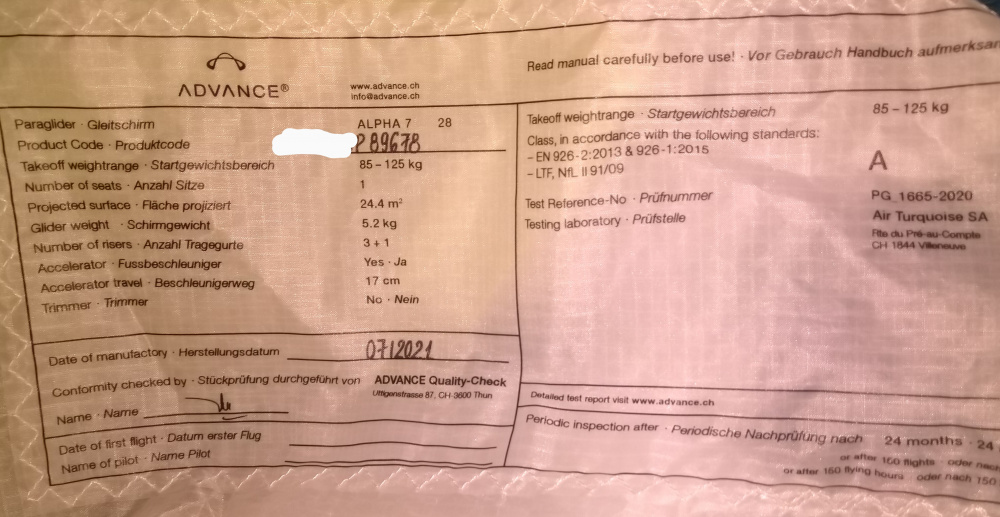 ADVANCE®
www.advance.ch
info@advance.ch
Paraglider · Gleitschirm ALPHA 7 28
Product Code · Produktcode P 89678
Takeoff weightrange · Startgewichtsbereich 85 – 125 kg
Number of seats · Anzahl Sitze 1
Projected surface · Fläche projiziert 24.4 m²
Glider weight · Schirmgewicht 5.2 kg
Number of risers · Anzahl Tragegurte 3 + 1
Accelerator · Fussbeschleuniger Yes · Ja
Accelerator travel · Beschleunigerweg 17 cm
Trimmer · Trimmer No · Nein
Date of manufactory · Herstellungsdatum 07/2021
Conformity checked by · Stückprüfung durchgeführt von ADVANCE Quality-Check
Uttigenstrasse 87, CH-3600 Thun
Name · Name
Date of first flight · Datum erster Flug
Name of pilot · Name Pilot
Read manual carefully before use! · Vor Gebrauch Handbuch aufmerksan
Takeoff weightrange · Startgewichtsbereich 85 – 125 kg
Class, in accordance with the following standards:
– EN 926-2:2013 & 926-1:2015
– LTF, NfL II 91/09
A
Test Reference-No · Prüfnummer PG_1665-2020
Testing laboratory · Prüfstelle Air Turquoise SA
Rte du Pré-au-Compte
CH 1844 Villeneuve
Detailed test report visit www.advance.ch
Periodic inspection after · Periodische Nachprüfung nach 24 months · 24
or after 150 flights · oder nac
or after 150 flying hours · oder nach 150